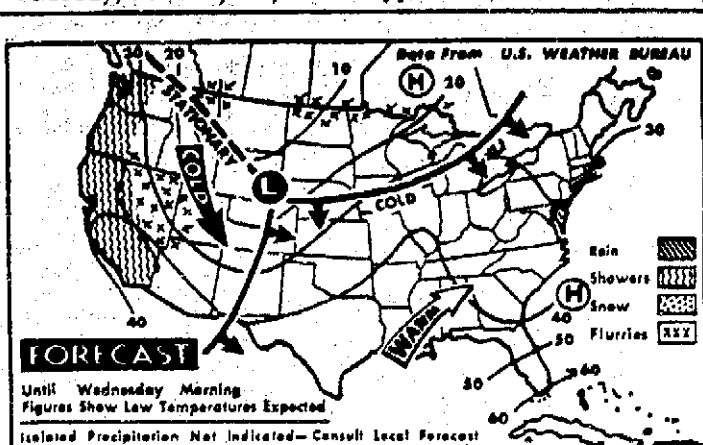 Data From U.S. WEATHER BUREAU
30 20
10
H
20
STATIONARY
30
COLD
L
COLD
Rain
Showers
H
Snow
40
Flurries
XXX
40
WARM
FORECAST
50
50
60
60
Until Wednesday Morning
Figures Show Low Temperatures Expected
Isolated Precipitation Not Indicated—Consult Local Forecast